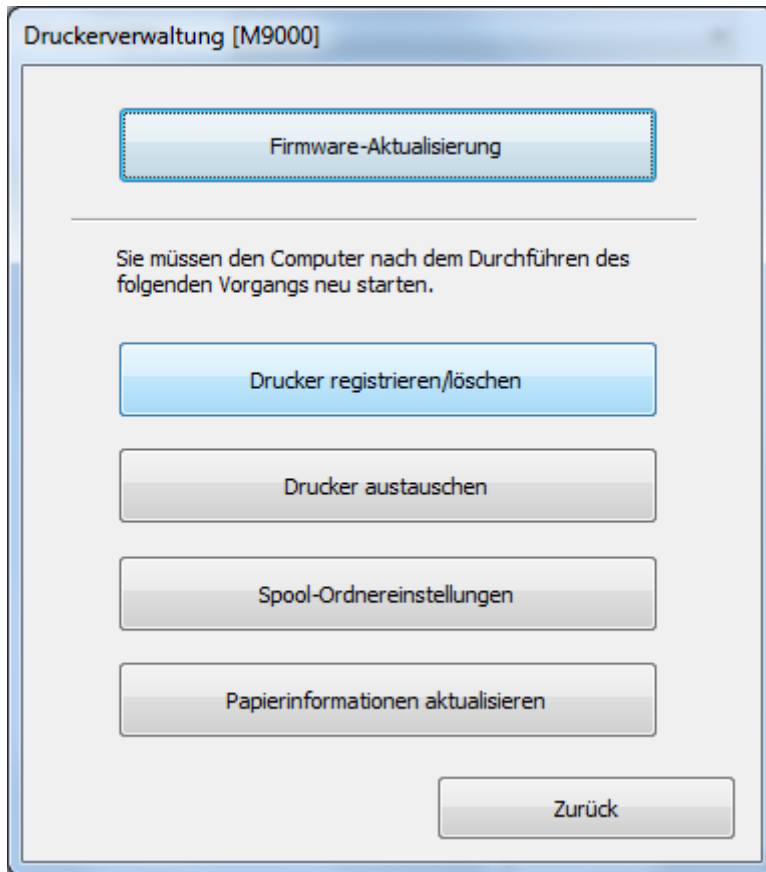 Druckerverwaltung [M9000]
Firmware-Aktualisierung
Sie müssen den Computer nach dem Durchführen des
folgenden Vorgangs neu starten.
Drucker registrieren/löschen
Drucker austauschen
Spool-Ordnereinstellungen
Papierinformationen aktualisieren
Zurück